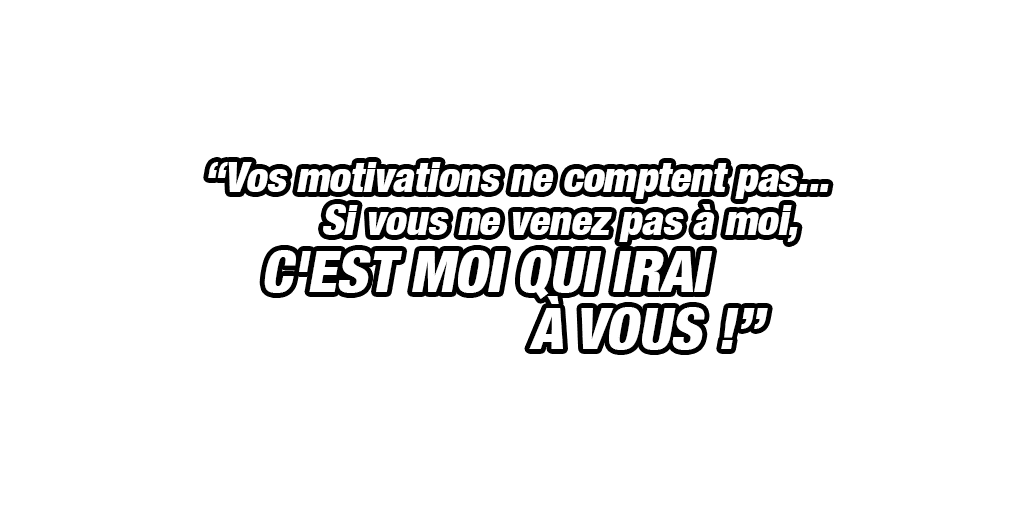 “Vos motivations ne comptent pas...
Si vous ne venez pas à moi,
C'EST MOI QUI IRAI
À VOUS !”